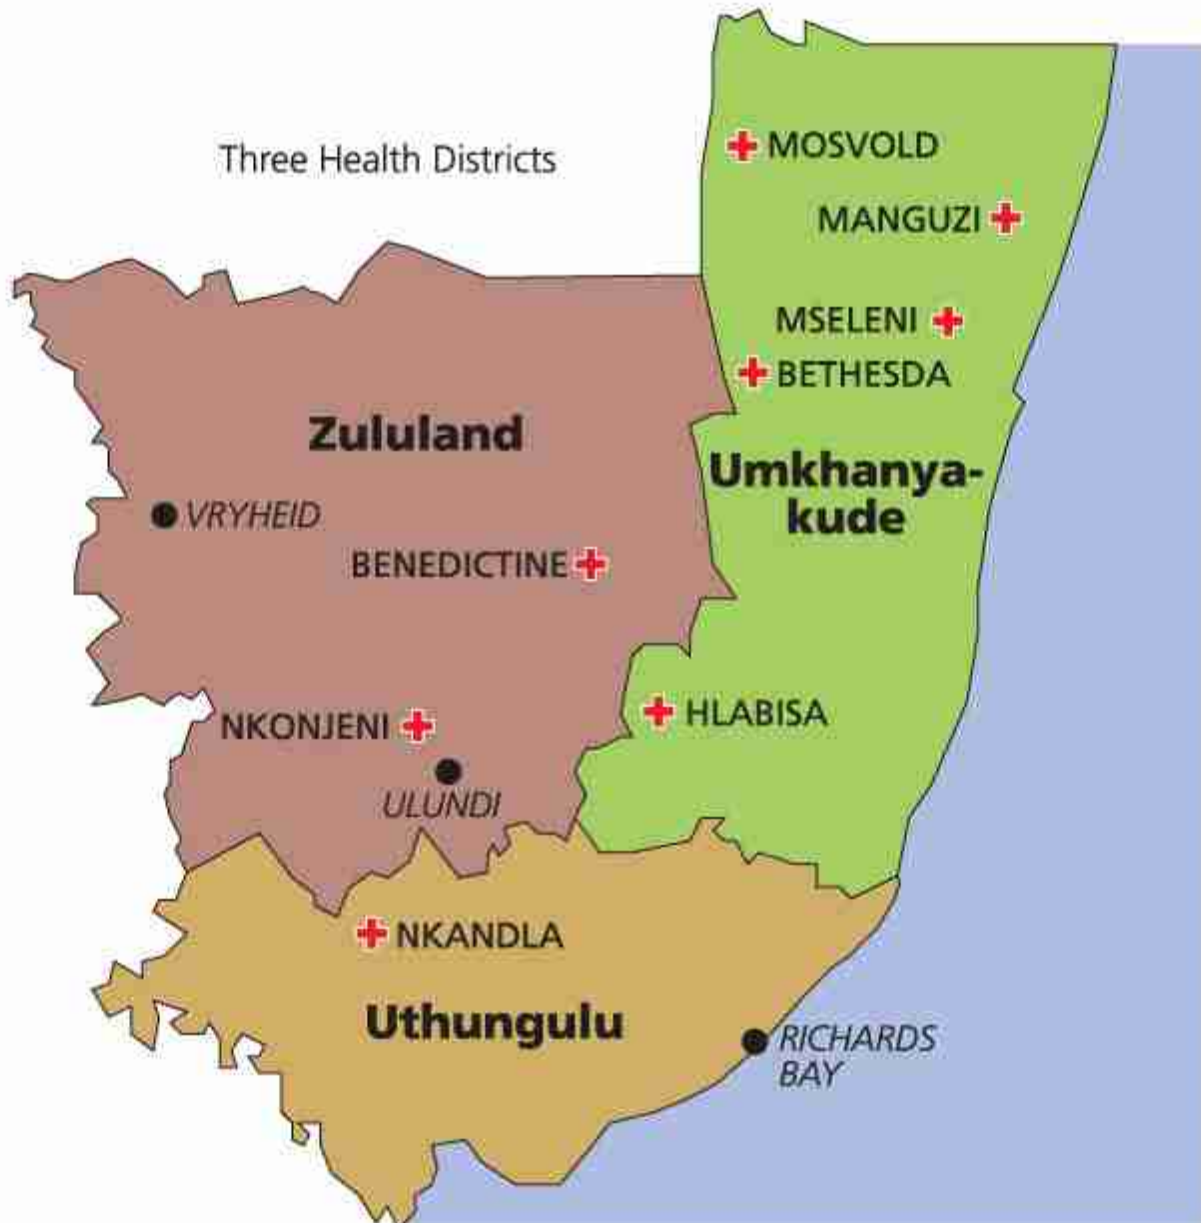 Three Health Districts
MOSVOLD
MANGUZI
MSELENI
BETHESDA
Zululand
Umkhanya-
kude
VRYHEID
BENEDICTINE
HLABISA
NKONJENI
ULUNDI
NKANDLA
Uthungulu
RICHARDS
BAY